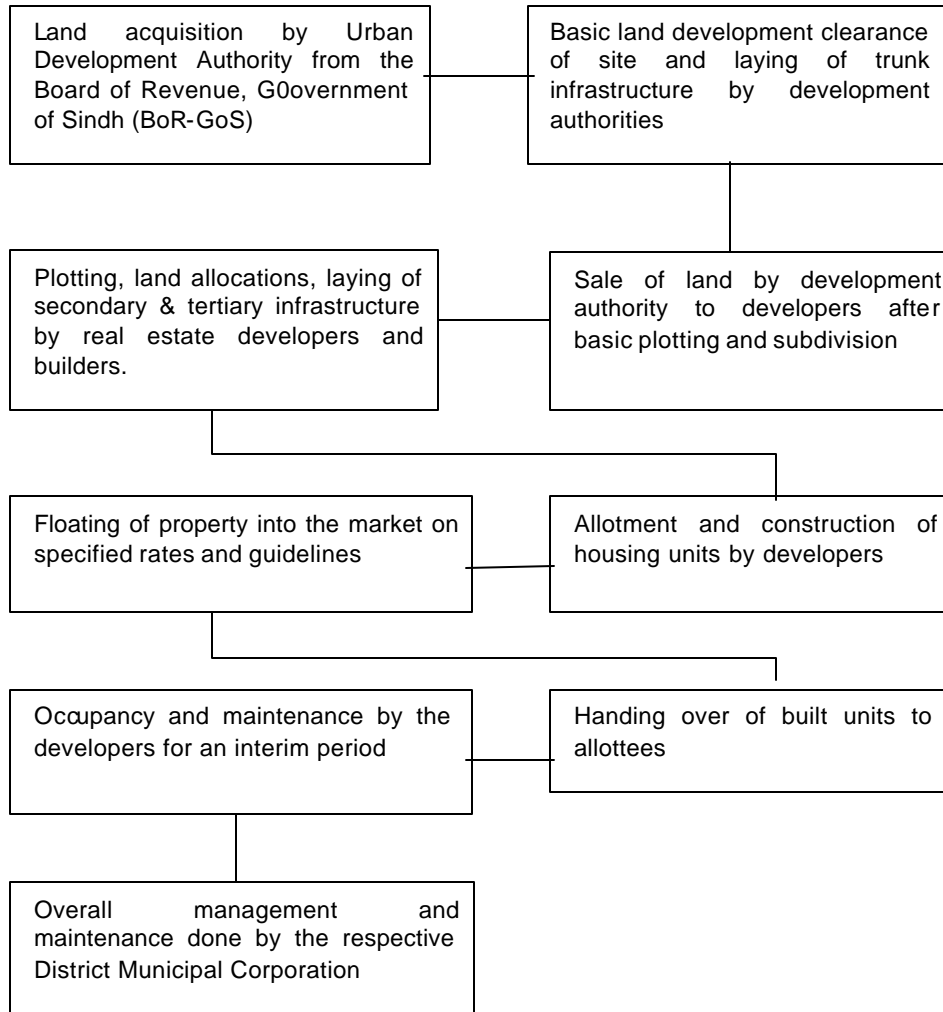 Land acquisition by Urban
Development Authority from the
Board of Revenue, G0overnment
of Sindh (BoR-GoS)
Basic land development clearance
of site and laying of trunk
infrastructure by development
authorities
Plotting, land allocations, laying of
secondary & tertiary infrastructure
by real estate developers and
builders.
Sale of land by development
authority to developers after
basic plotting and subdivision
Floating of property into the market on
specified rates and guidelines
Allotment and construction of
housing units by developers
Occupancy and maintenance by the
developers for an interim period
Handing over of built units to
allottees
Overall management and
maintenance done by the respective
District Municipal Corporation